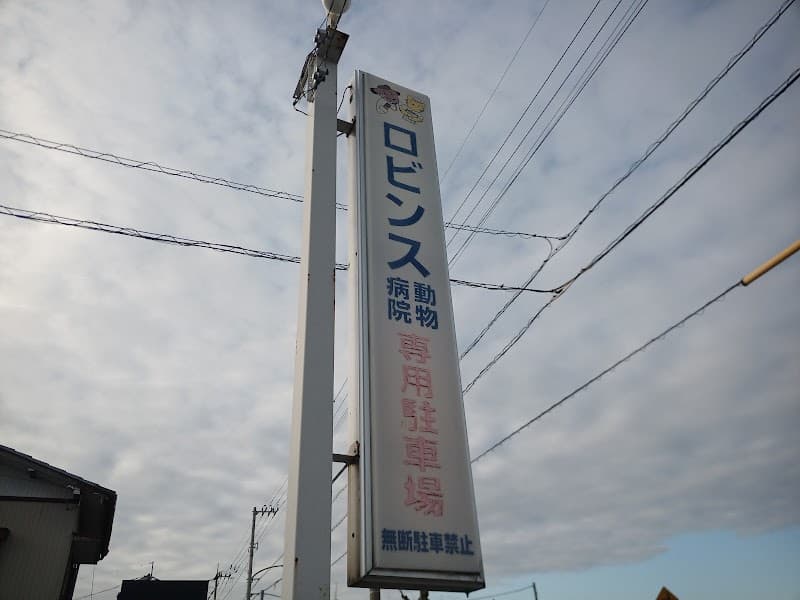 ロビンス
動物
病院
専用駐車場
無断駐車禁止